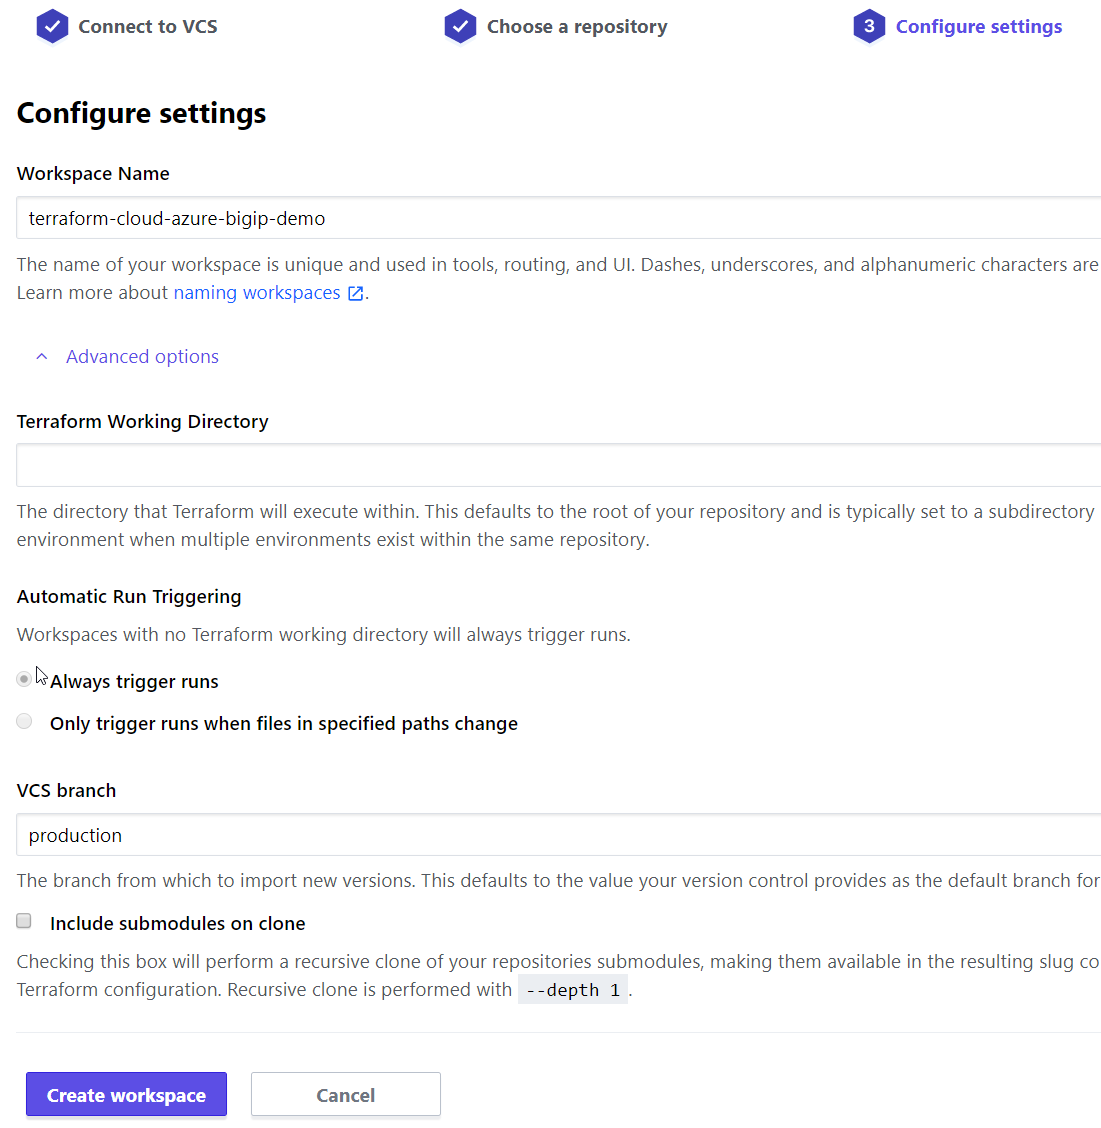 Connect to VCS
Choose a repository
3 Configure settings
Configure settings
Workspace Name
terraform-cloud-azure-bigip-demo
The name of your workspace is unique and used in tools, routing, and UI. Dashes, underscores, and alphanumeric characters are
Learn more about naming workspaces .
Advanced options
Terraform Working Directory
The directory that Terraform will execute within. This defaults to the root of your repository and is typically set to a subdirectory
environment when multiple environments exist within the same repository.
Automatic Run Triggering
Workspaces with no Terraform working directory will always trigger runs.
Always trigger runs
Only trigger runs when files in specified paths change
VCS branch
production
The branch from which to import new versions. This defaults to the value your version control provides as the default branch for
Include submodules on clone
Checking this box will perform a recursive clone of your repositories submodules, making them available in the resulting slug co
Terraform configuration. Recursive clone is performed with --depth 1 .
Create workspace
Cancel